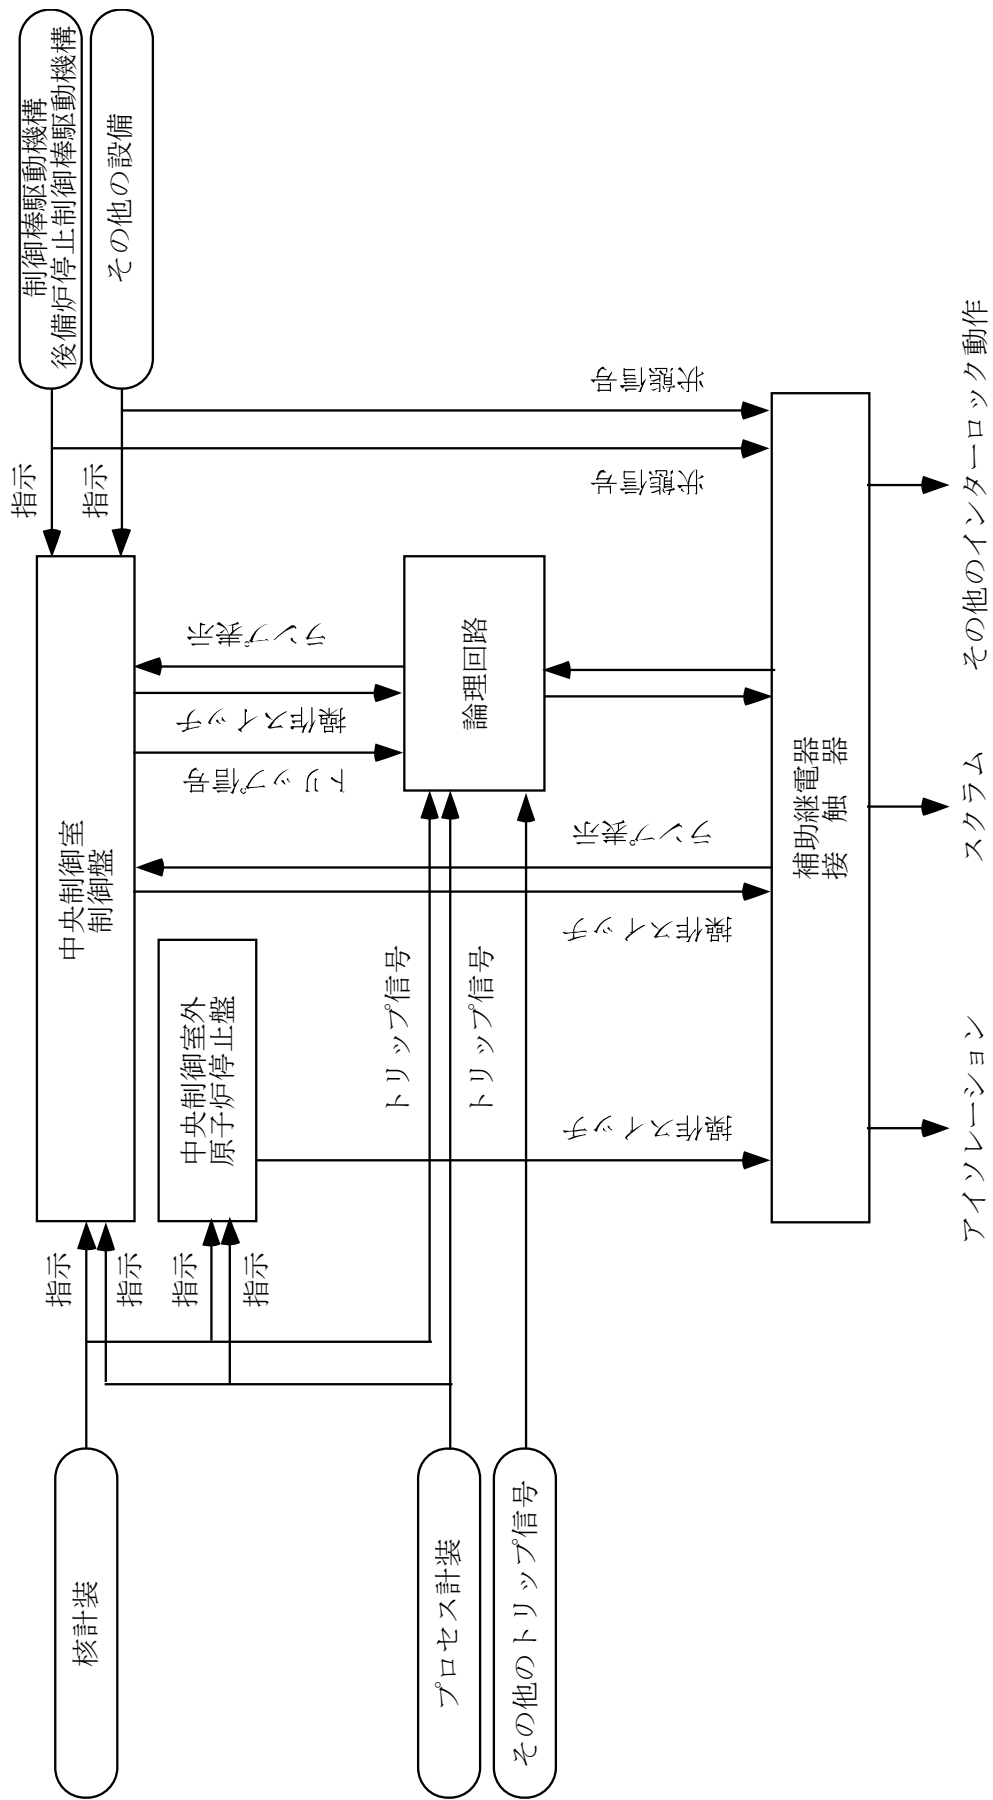 制御棒駆動機構
後備炉停止制御棒駆動機構
その他の設備
指示
指示
状態信号
状態信号
中央制御室
制御盤
ランプ表示
操作スイッチ
トリップ信号
論理回路
ランプ表示
操作スイッチ
中央制御室外
原子炉停止盤
トリップ信号
トリップ信号
操作スイッチ
補助継電器
接触器
指示
指示
指示
指示
核計装
プロセス計装
その他のトリップ信号
その他のインターロック動作
スクラム
アイソレーション